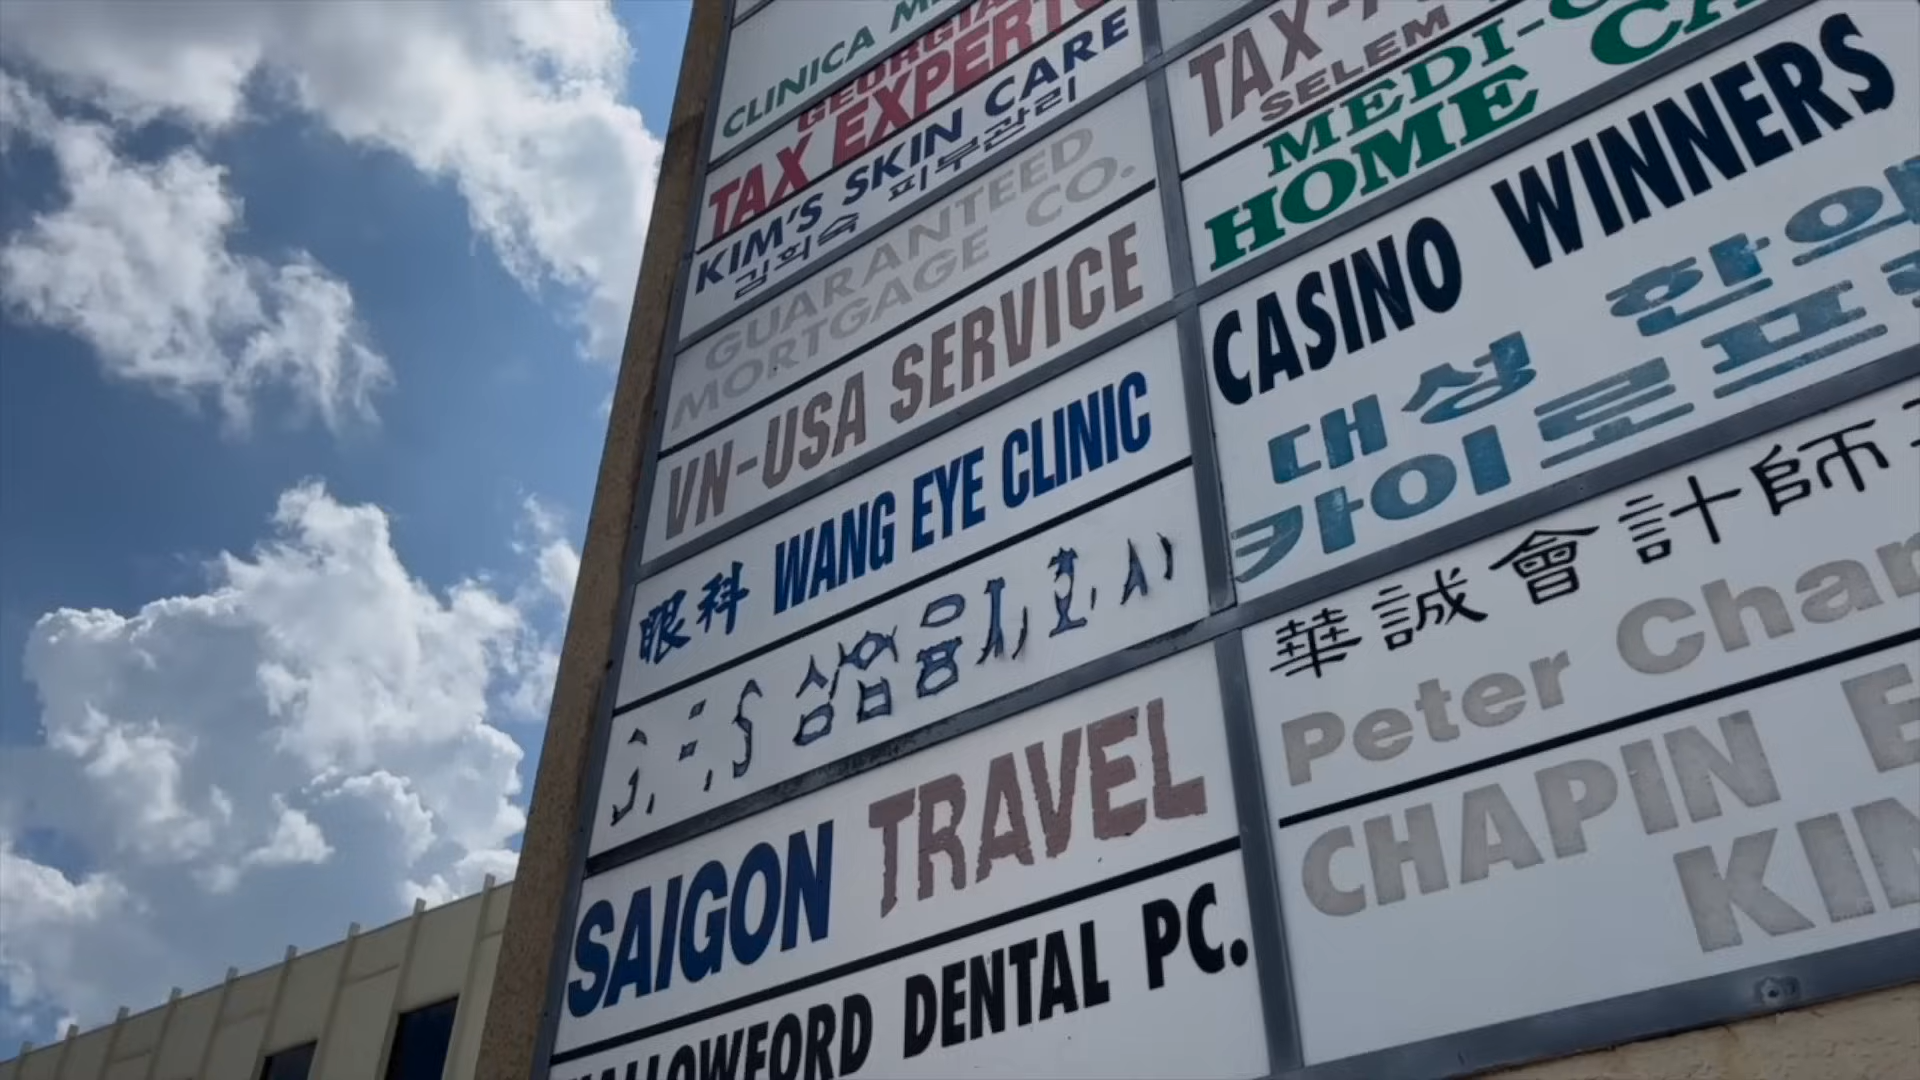 CLINICA
GEORGIA
TAX EXPERTS
KIM'S SKIN CARE
김희숙 피부관리
GUARANTEED
MORTGAGE CO.
VN-USA SERVICE
眼科 WANG EYE CLINIC
SAIGON TRAVEL
DENTAL PC.
TAX
SELEM
MEDI-
HOME
CASINO WINNERS
대성
카이로프
華誠會計師
Peter
CHAPIN